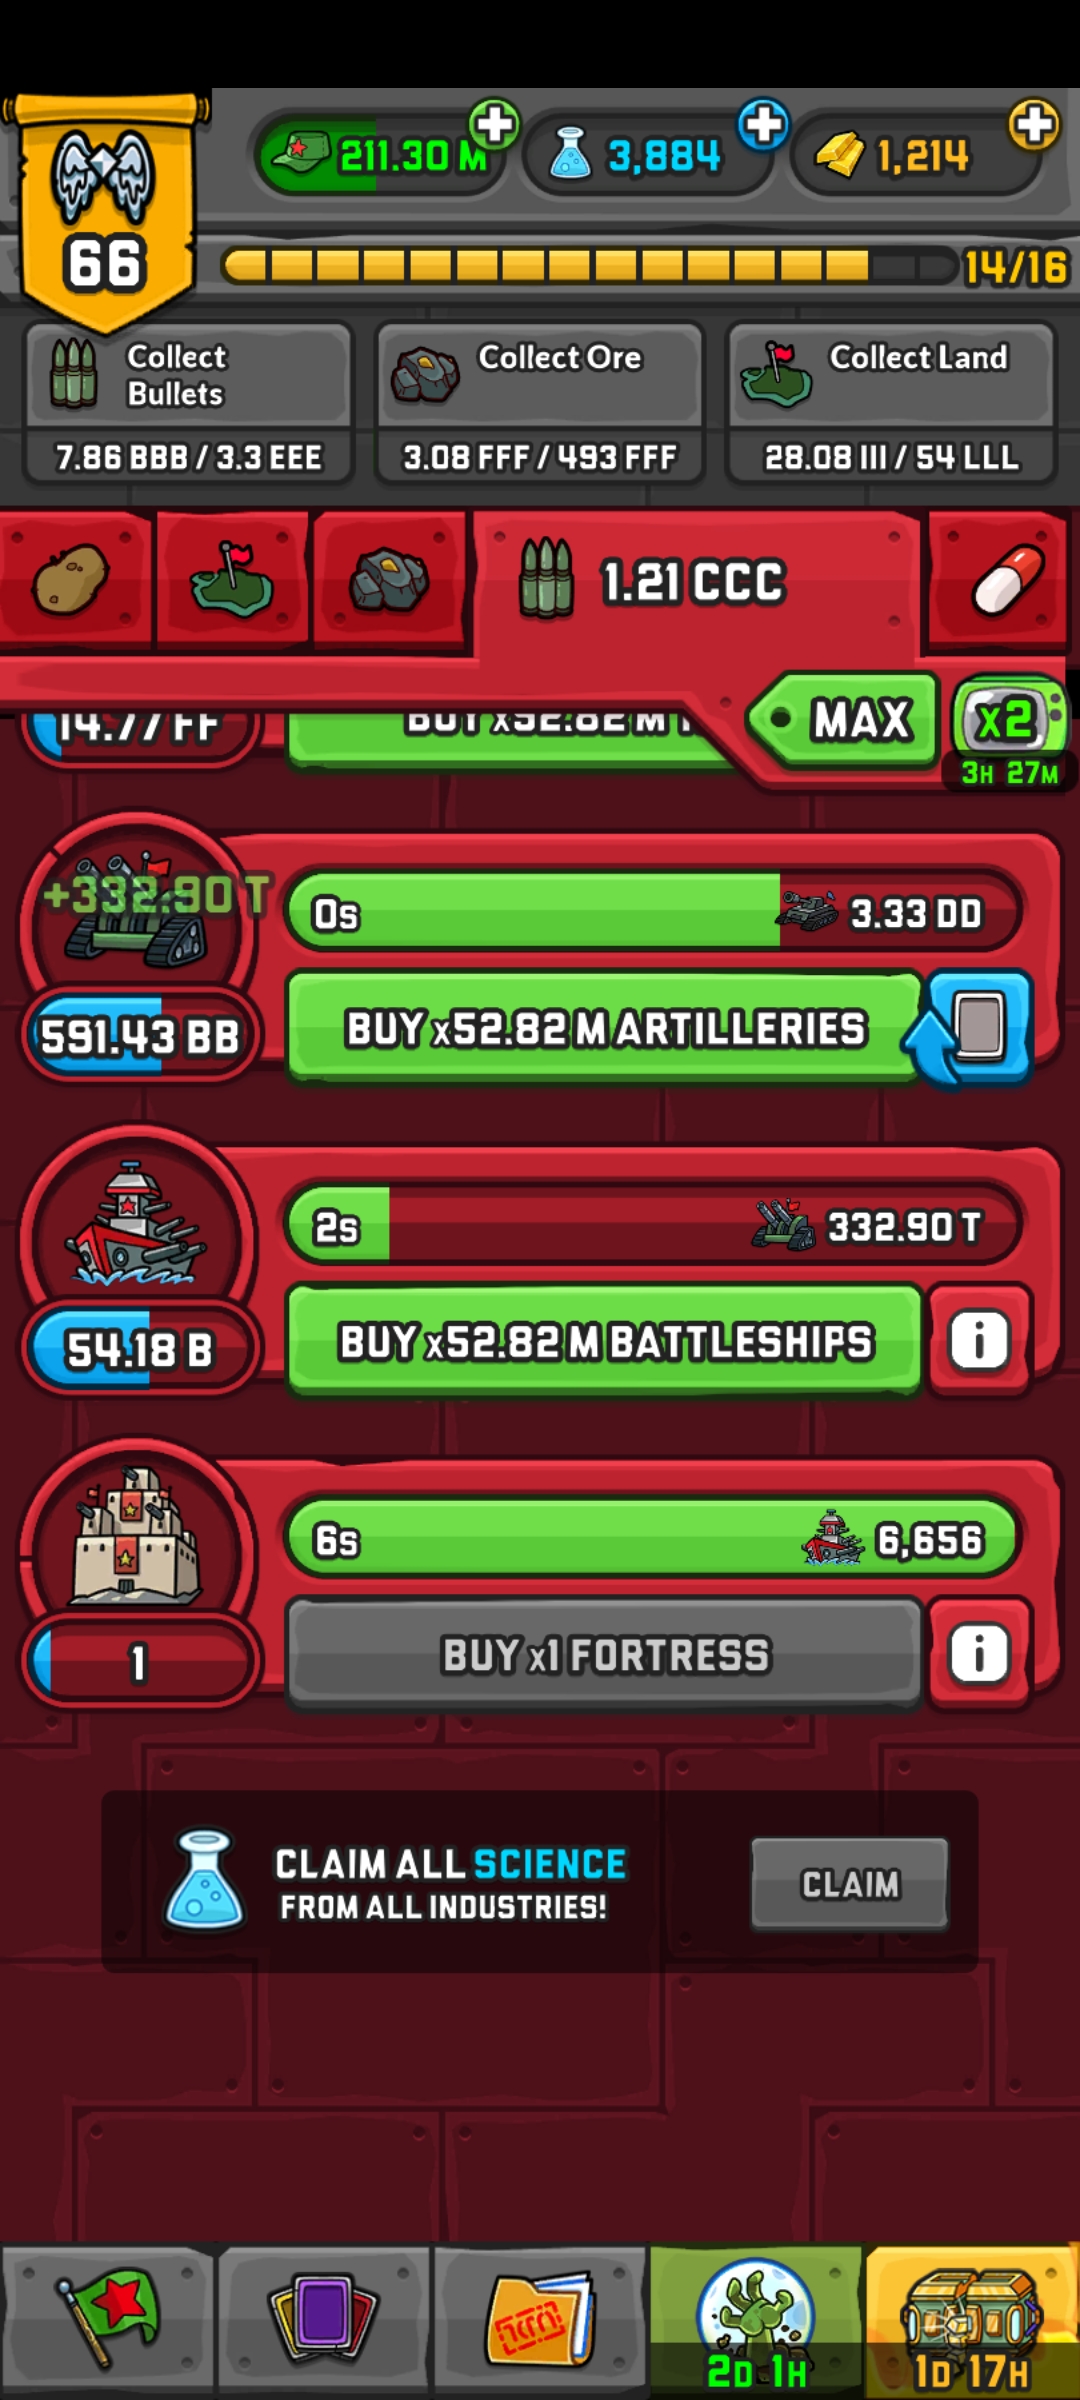 211.30 M
3,884
1,214
66
14/16
Collect
Bullets
7.86 BBB / 3.3 EEE
Collect Ore
3.08 FFF / 493 FFF
Collect Land
28.08 III / 54 LLL
1.21 CCC
MAX
x2
3H 27M
14.77 FF
BUY x52.82 M
+332.90 T
0s
3.33 DD
591.43 BB
BUY x52.82 M ARTILLERIES
2s
332.90 T
54.18 B
BUY x52.82 M BATTLESHIPS
i
6s
6,656
1
BUY x1 FORTRESS
i
CLAIM ALL SCIENCE
FROM ALL INDUSTRIES!
CLAIM
2D 1H
1D 17H